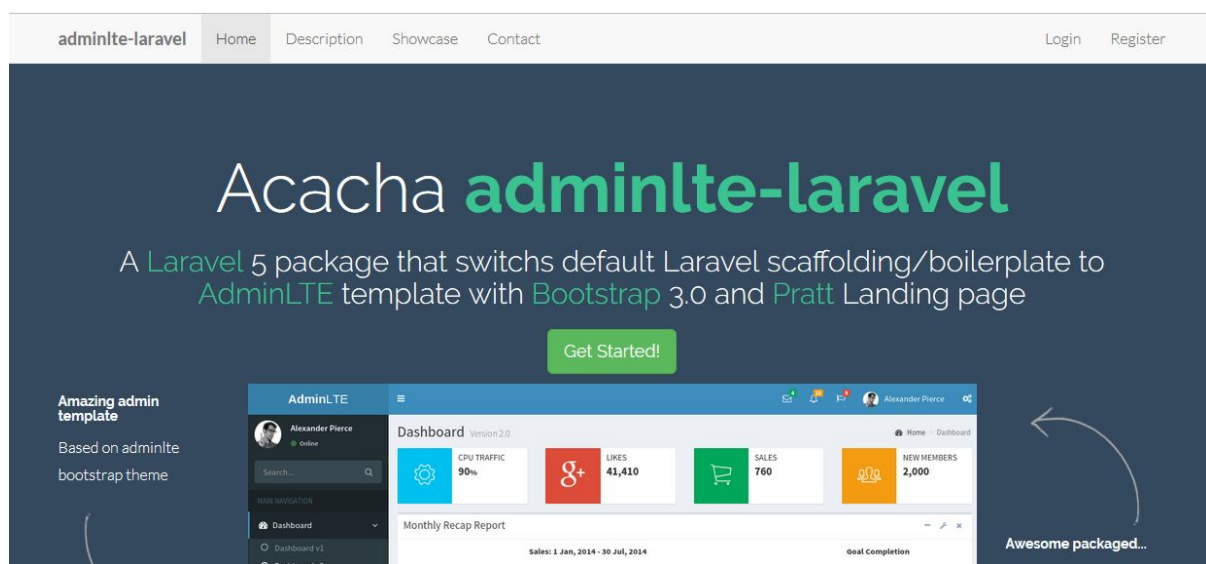 adminlte-laravel Home Description Showcase Contact Login Register
Acacha adminlte-laravel
A Laravel 5 package that switchs default Laravel scaffolding/boilerplate to
AdminLTE template with Bootstrap 3.0 and Pratt Landing page
Get Started!
Amazing admin
template
Based on adminlte
bootstrap theme
AdminLTE
Alexander Pierce
Alexander Pierce
Online
Search...
MAIN NAVIGATION
Dashboard
Dashboard v1
Dashboard Version 2.0
Home > Dashboard
CPU TRAFFIC
90%
g+
LIKES
41,410
SALES
760
NEW MEMBERS
2,000
Monthly Recap Report
Sales: 1 Jan, 2014 - 30 Jul, 2014
Goal Completion
Awesome packaged...